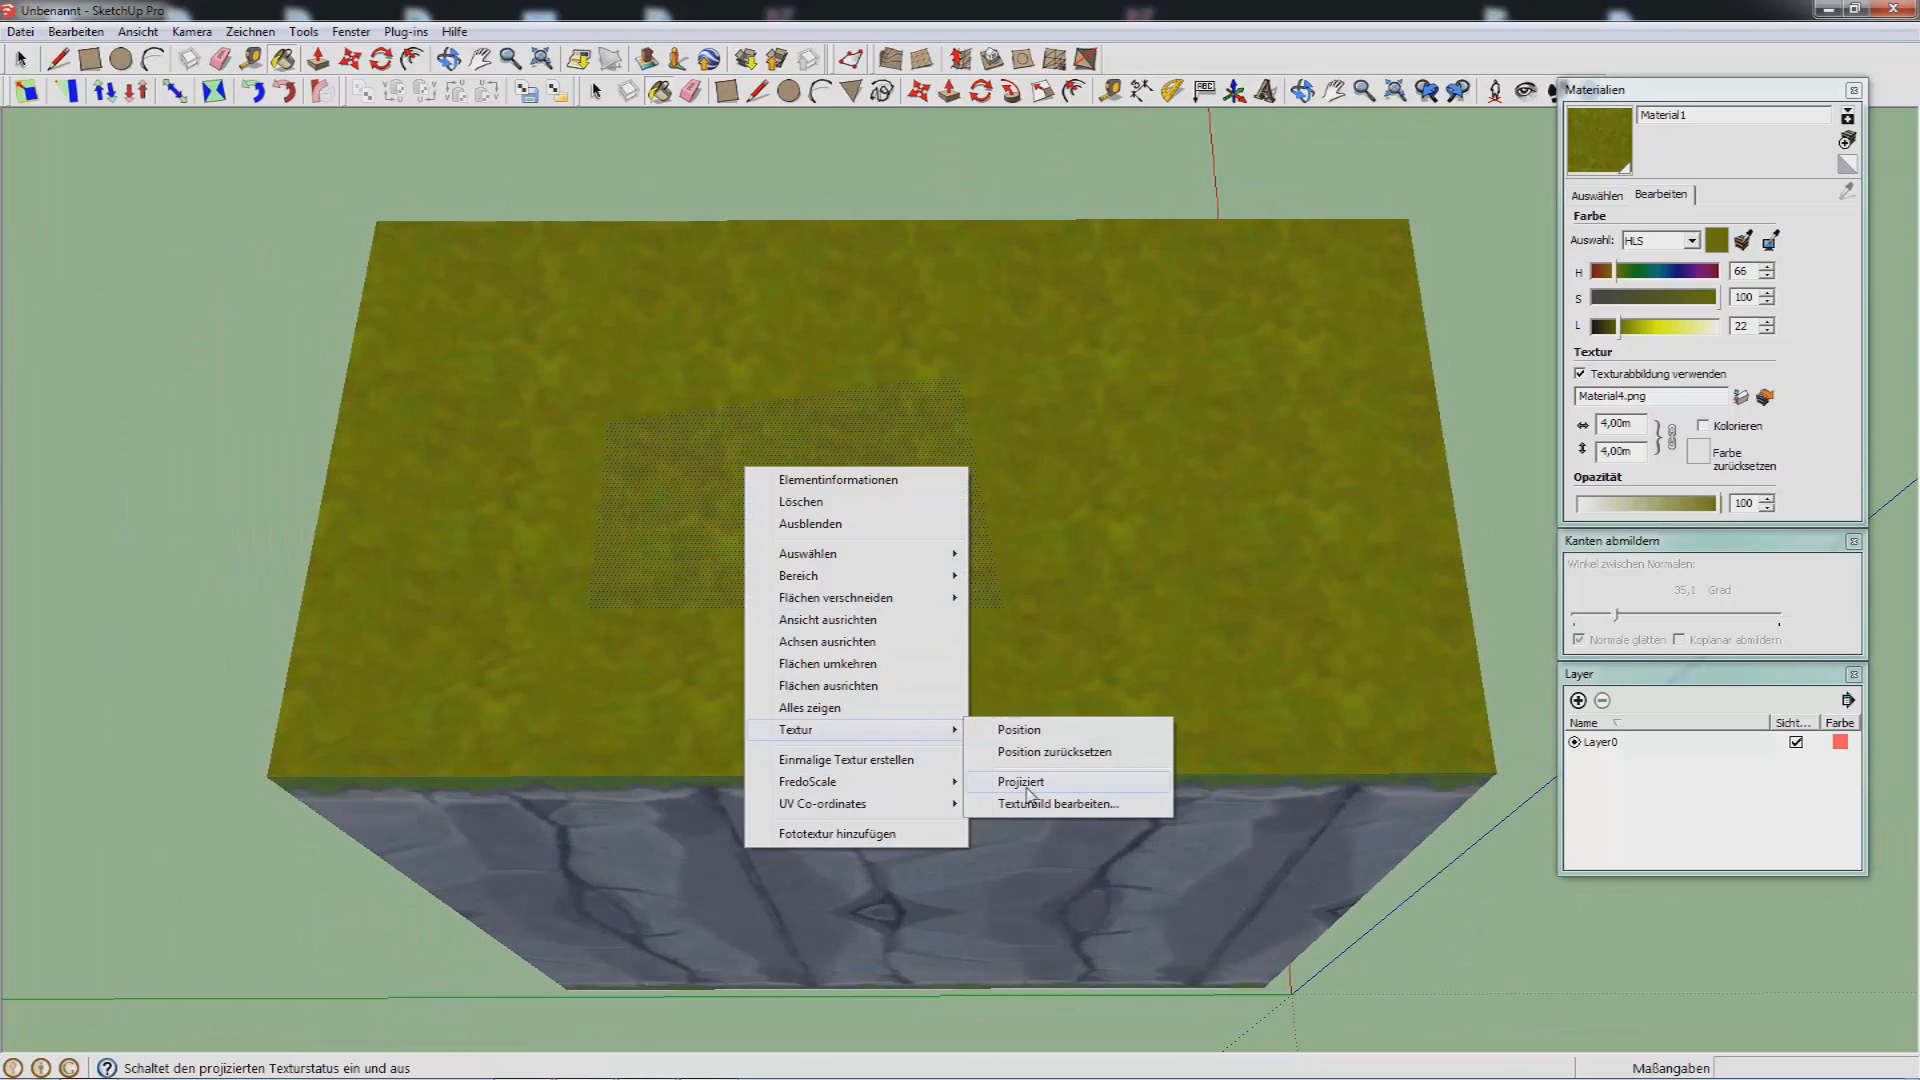 Unbenannt - SketchUp Pro
Datei Bearbeiten Ansicht Kamera Zeichnen Tools Fenster Plug-ins Hilfe
ABC
Materialien
Material1
Auswählen Bearbeiten
Farbe
Auswahl: HLS
H 66
S 100
L 22
Textur
Texturabbildung verwenden
Material4.png
4,00m Kolorieren
4,00m Farbe
zurücksetzen
Opazität
100
Kanten abmildern
Winkel zwischen Normalen:
35,1 Grad
Normale glätten Koplanar abmildern
Layer
Name Sicht... Farbe
Layer0
Elementinformationen
Löschen
Ausblenden
Auswählen
Bereich
Flächen verschneiden
Ansicht ausrichten
Achsen ausrichten
Flächen umkehren
Flächen ausrichten
Alles zeigen
Textur
Einmalige Textur erstellen
FredoScale
UV Co-ordinates
Fototextur hinzufügen
Position
Position zurücksetzen
Projiziert
Texturbild bearbeiten...
Schaltet den projizierten Texturstatus ein und aus
Maßangaben